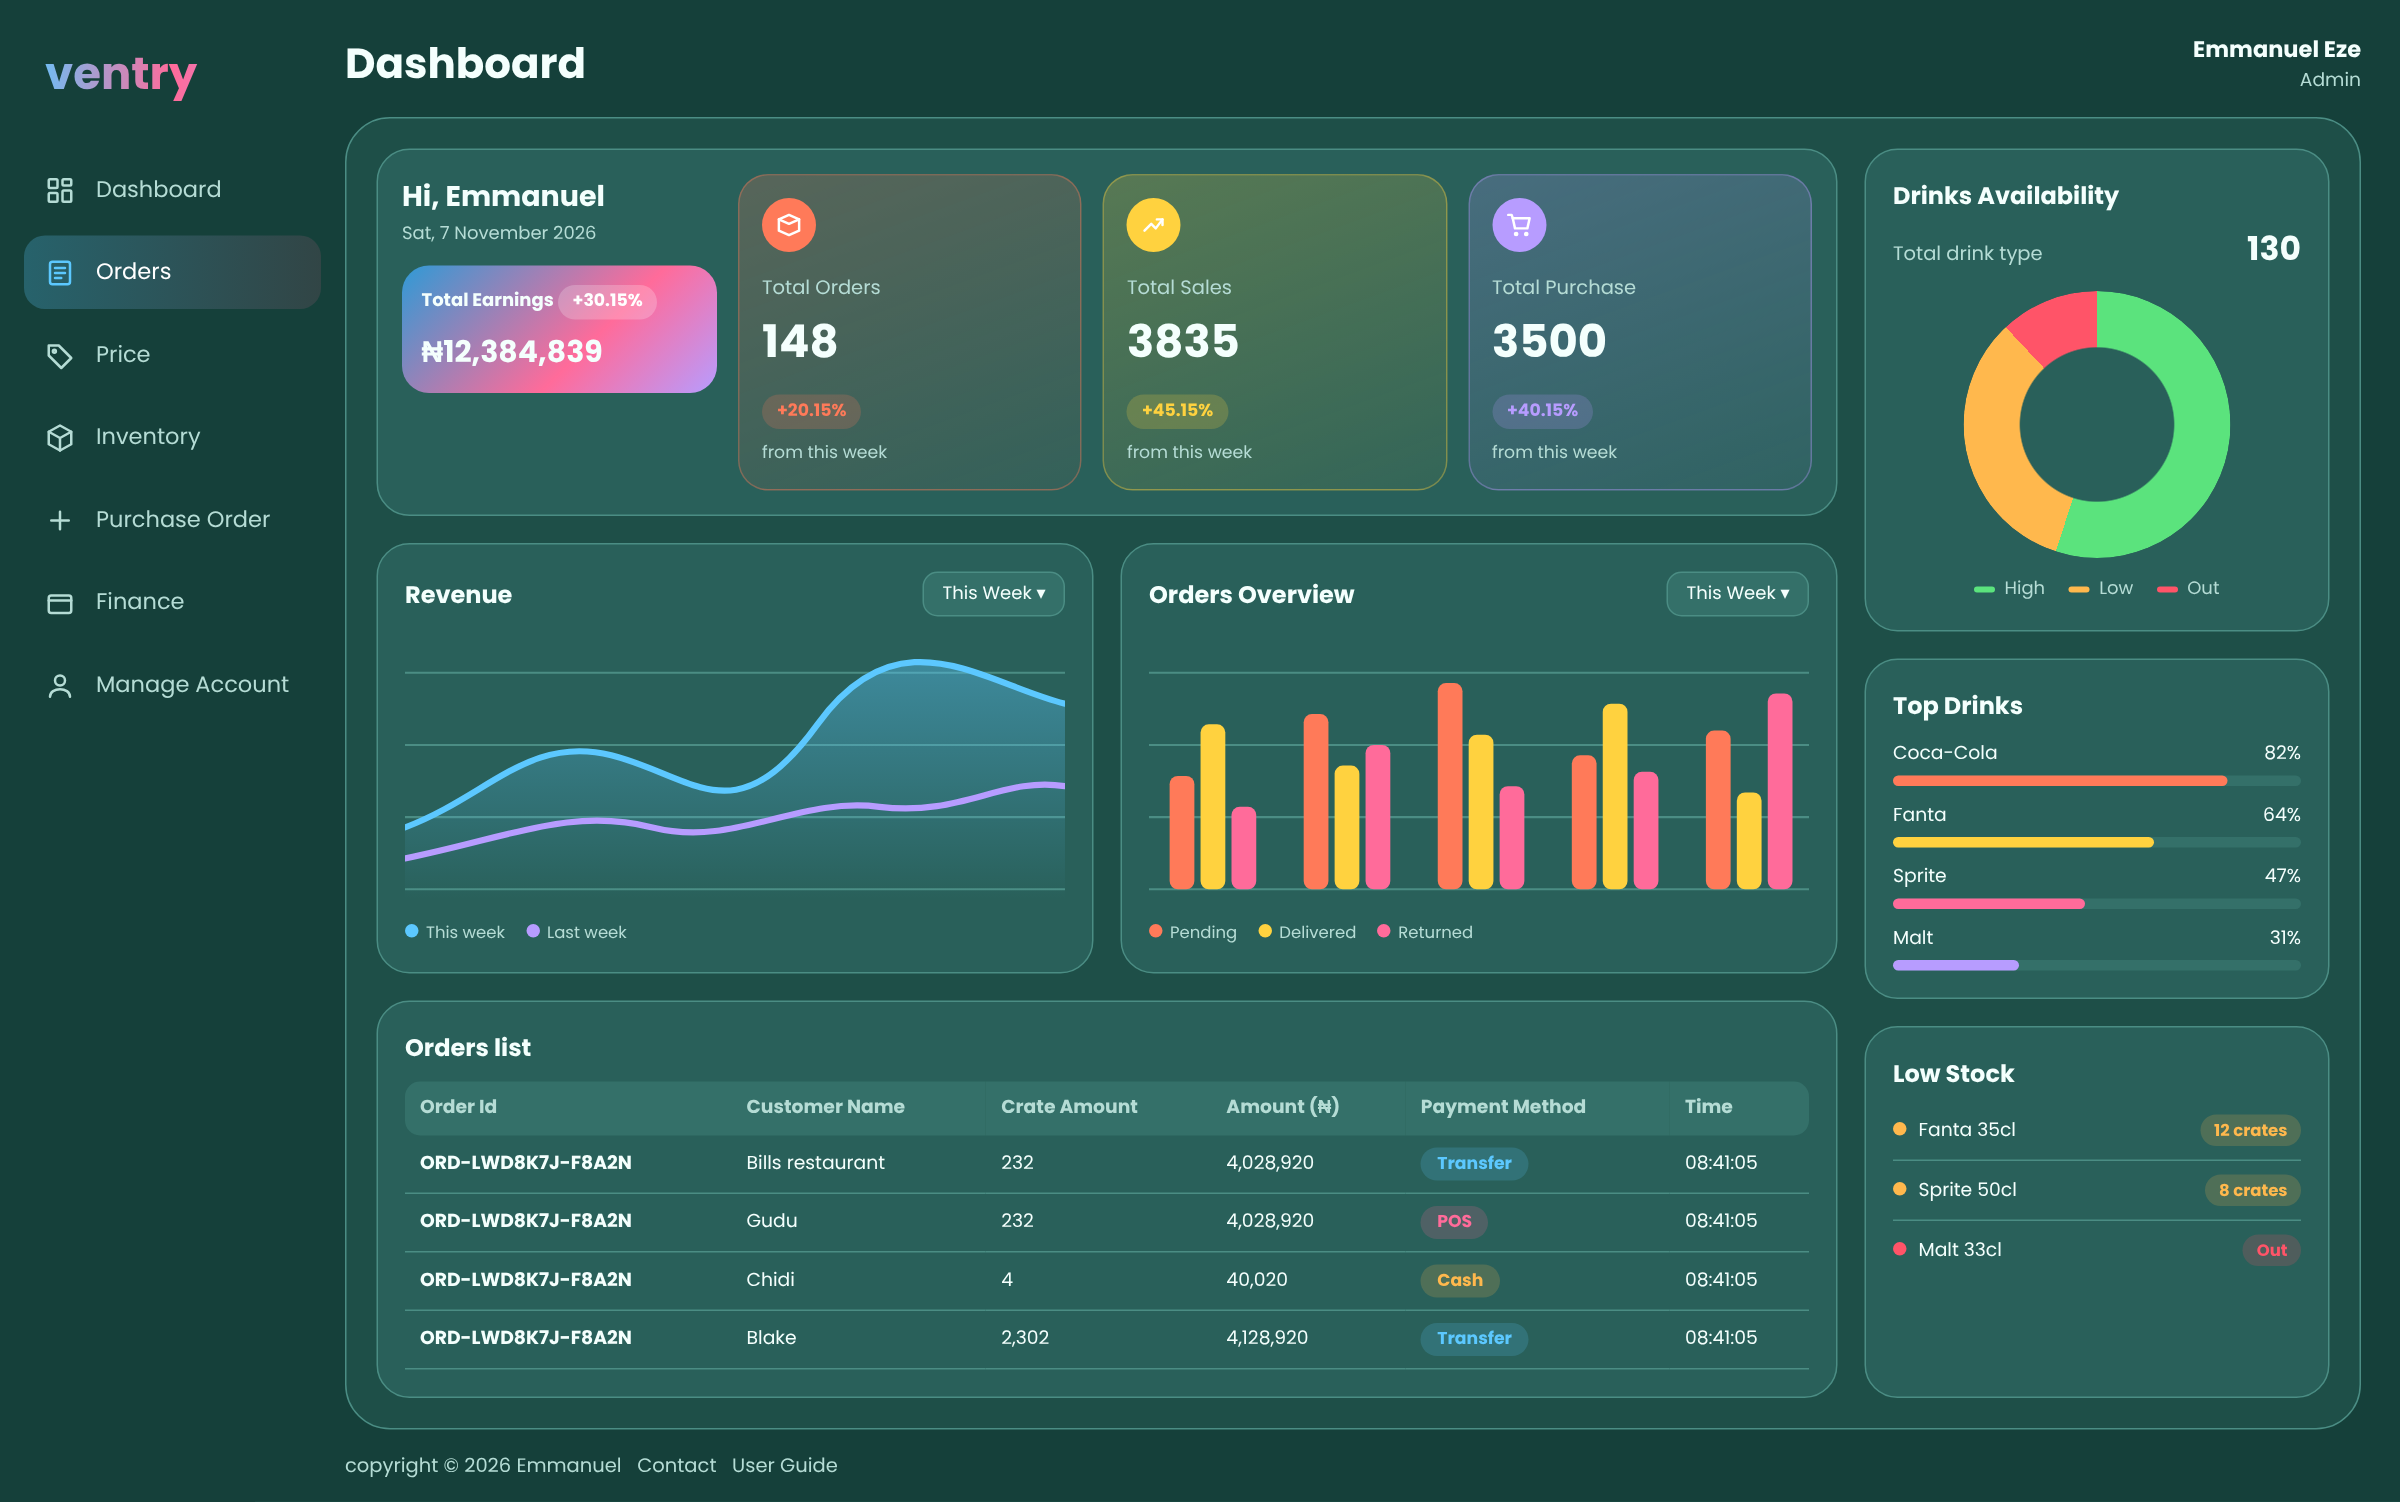 ventry
Dashboard
Orders
Price
Inventory
Purchase Order
Finance
Manage Account
Dashboard
Emmanuel Eze
Admin
Hi, Emmanuel
Sat, 7 November 2026
Total Earnings +30.15%
₦12,384,839
Total Orders
148
+20.15%
from this week
Total Sales
3835
+45.15%
from this week
Total Purchase
3500
+40.15%
from this week
Revenue
This Week ▾
This week Last week
Orders Overview
This Week ▾
Pending Delivered Returned
Orders list
Order Id Customer Name Crate Amount Amount (₦) Payment Method Time
ORD-LWD8K7J-F8A2N Bills restaurant 232 4,028,920 Transfer 08:41:05
ORD-LWD8K7J-F8A2N Gudu 232 4,028,920 POS 08:41:05
ORD-LWD8K7J-F8A2N Chidi 4 40,020 Cash 08:41:05
ORD-LWD8K7J-F8A2N Blake 2,302 4,128,920 Transfer 08:41:05
Drinks Availability
Total drink type 130
High Low Out
Top Drinks
Coca-Cola 82%
Fanta 64%
Sprite 47%
Malt 31%
Low Stock
Fanta 35cl 12 crates
Sprite 50cl 8 crates
Malt 33cl Out
copyright © 2026 Emmanuel Contact User Guide